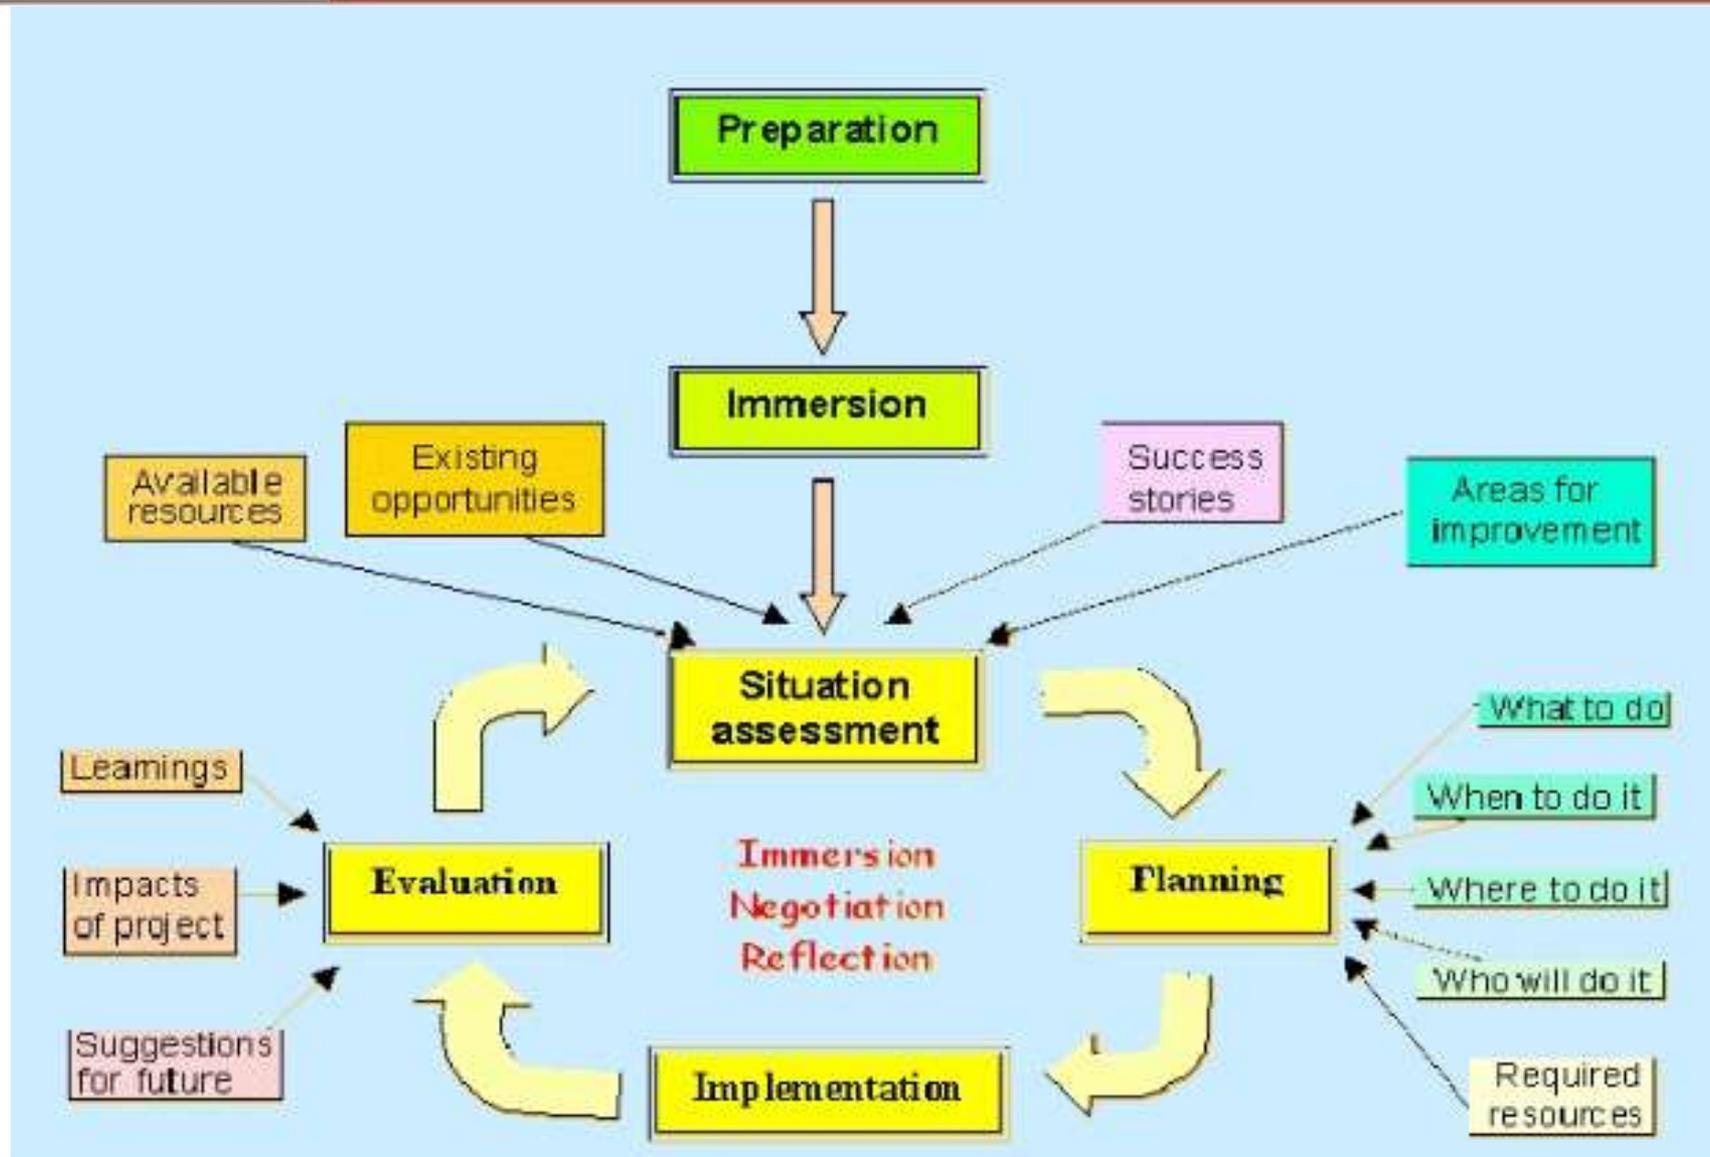 Preparation
Immersion
Available
resources
Existing
opportunities
Success
stories
Areas for
improvement
Situation
assessment
What to do
When to do it
Where to do it
Who will do it
Required
resources
Planning
Immersion
Negotiation
Reflection
Learnings
Impacts
of project
Suggestions
for future
Evaluation
Implementation